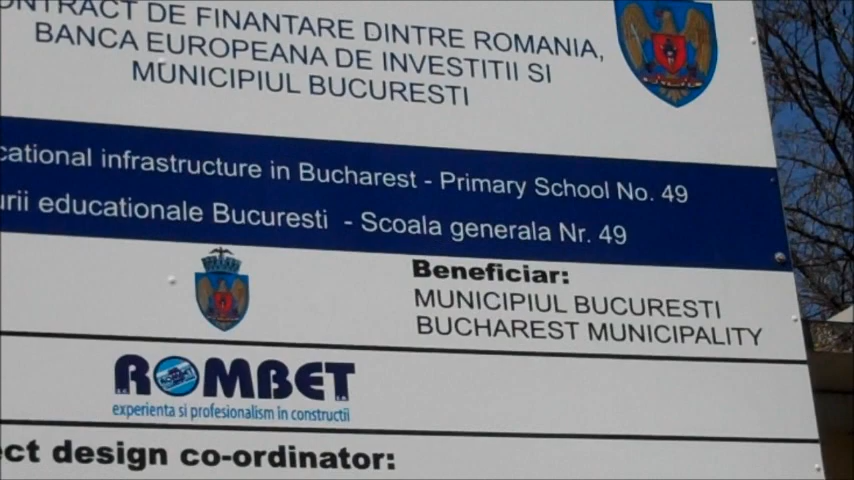 CONTRACT DE FINANTARE DINTRE ROMANIA,
BANCA EUROPEANA DE INVESTITII SI
MUNICIPIUL BUCURESTI
cational infrastructure in Bucharest - Primary School No. 49
urii educationale Bucuresti - Scoala generala Nr. 49
Beneficiar:
MUNICIPIUL BUCURESTI
BUCHAREST MUNICIPALITY
S.C. ROMBET S.A.
experienta si profesionalism in constructii
ect design co-ordinator: